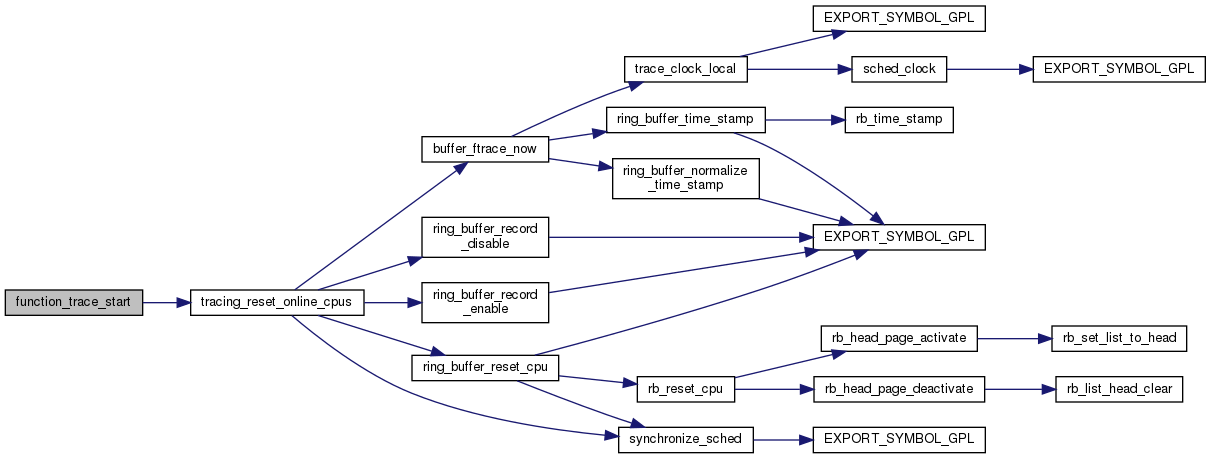 EXPORT_SYMBOL_GPL
trace_clock_local
sched_clock
EXPORT_SYMBOL_GPL
ring_buffer_time_stamp
rb_time_stamp
buffer_ftrace_now
ring_buffer_normalize
_time_stamp
ring_buffer_record
_disable
EXPORT_SYMBOL_GPL
function_trace_start
tracing_reset_online_cpus
ring_buffer_record
_enable
rb_head_page_activate
rb_set_list_to_head
ring_buffer_reset_cpu
rb_reset_cpu
rb_head_page_deactivate
rb_list_head_clear
synchronize_sched
EXPORT_SYMBOL_GPL